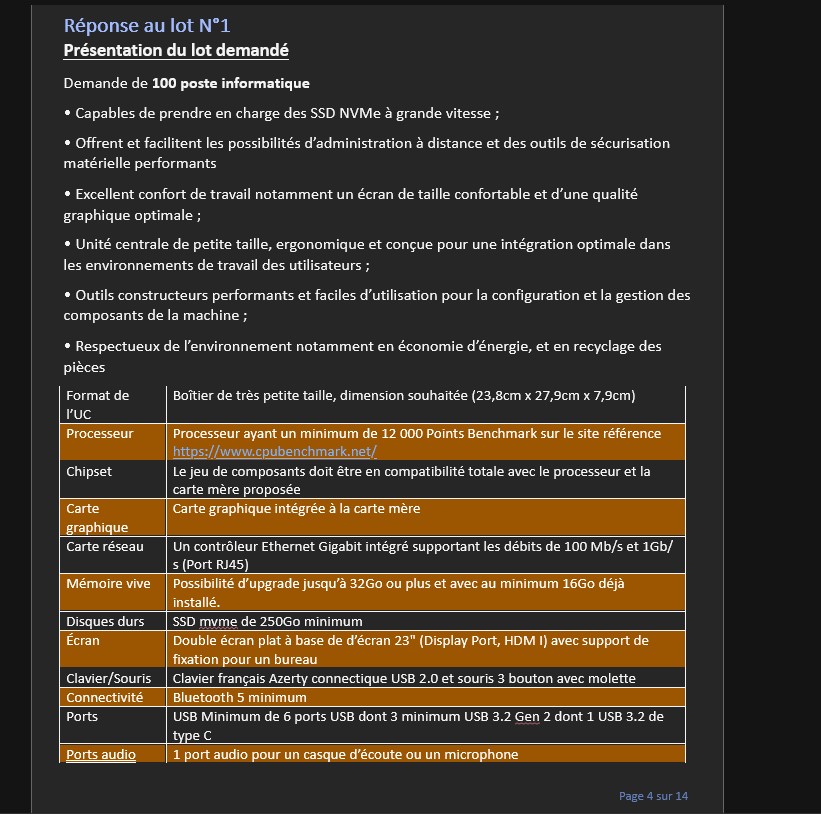 Réponse au lot N°1
Présentation du lot demandé
Demande de 100 poste informatique
• Capables de prendre en charge des SSD NVMe à grande vitesse ;
• Offrent et facilitent les possibilités d'administration à distance et des outils de sécurisation
matérielle performants
• Excellent confort de travail notamment un écran de taille confortable et d'une qualité
graphique optimale ;
• Unité centrale de petite taille, ergonomique et conçue pour une intégration optimale dans
les environnements de travail des utilisateurs ;
• Outils constructeurs performants et faciles d'utilisation pour la configuration et la gestion des
composants de la machine ;
• Respectueux de l'environnement notamment en économie d'énergie, et en recyclage des
pièces
Format de
l'UC
Boîtier de très petite taille, dimension souhaitée (23,8cm x 27,9cm x 7,9cm)
Processeur
Processeur ayant un minimum de 12 000 Points Benchmark sur le site référence
https://www.cpubenchmark.net/
Chipset
Le jeu de composants doit être en compatibilité totale avec le processeur et la
carte mère proposée
Carte
graphique
Carte graphique intégrée à la carte mère
Carte réseau
Un contrôleur Ethernet Gigabit intégré supportant les débits de 100 Mb/s et 1Gb/
s (Port RJ45)
Mémoire vive
Possibilité d'upgrade jusqu'à 32Go ou plus et avec au minimum 16Go déjà
installé.
Disques durs
SSD mvme de 250Go minimum
Écran
Double écran plat à base de d'écran 23" (Display Port, HDM I) avec support de
fixation pour un bureau
Clavier/Souris
Clavier français Azerty connectique USB 2.0 et souris 3 bouton avec molette
Connectivité
Bluetooth 5 minimum
Ports
USB Minimum de 6 ports USB dont 3 minimum USB 3.2 Gen 2 dont 1 USB 3.2 de
type C
Ports audio
1 port audio pour un casque d'écoute ou un microphone
Page 4 sur 14